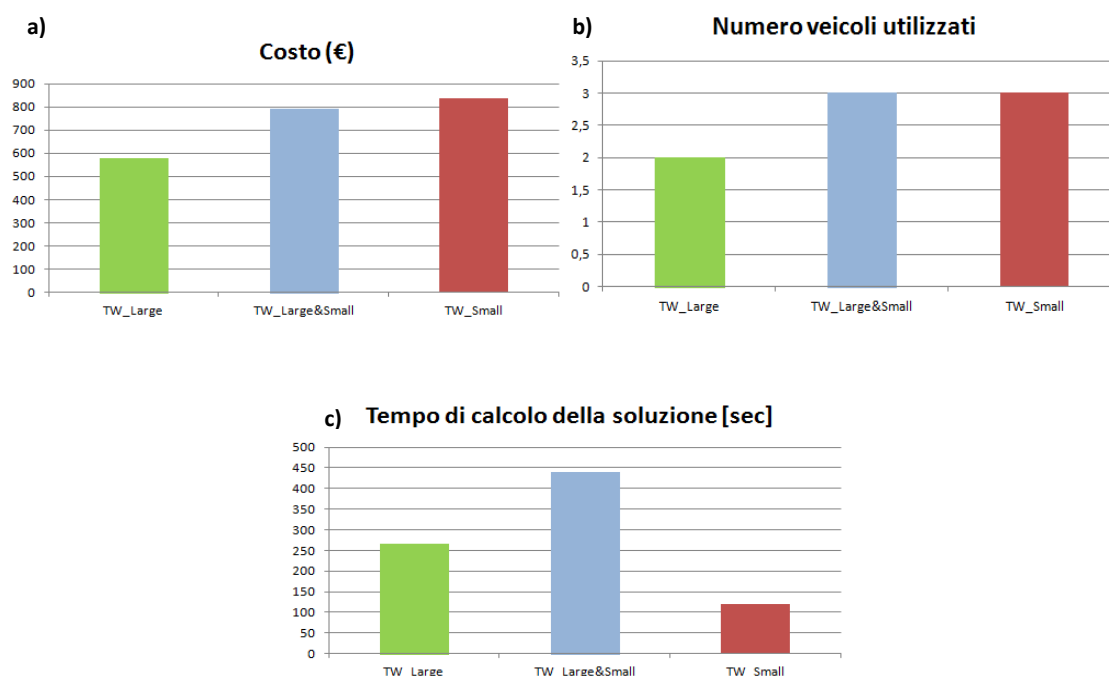 a)
Costo (€)
900
800
700
600
500
400
300
200
100
0
TW_Large
TW_Large&Small
TW_Small
b)
Numero veicoli utilizzati
3,5
3
2,5
2
1,5
1
0,5
0
TW_Large
TW_Large&Small
TW_Small
c)
Tempo di calcolo della soluzione [sec]
500
450
400
350
300
250
200
150
100
50
0
TW_Large
TW_Large&Small
TW_Small